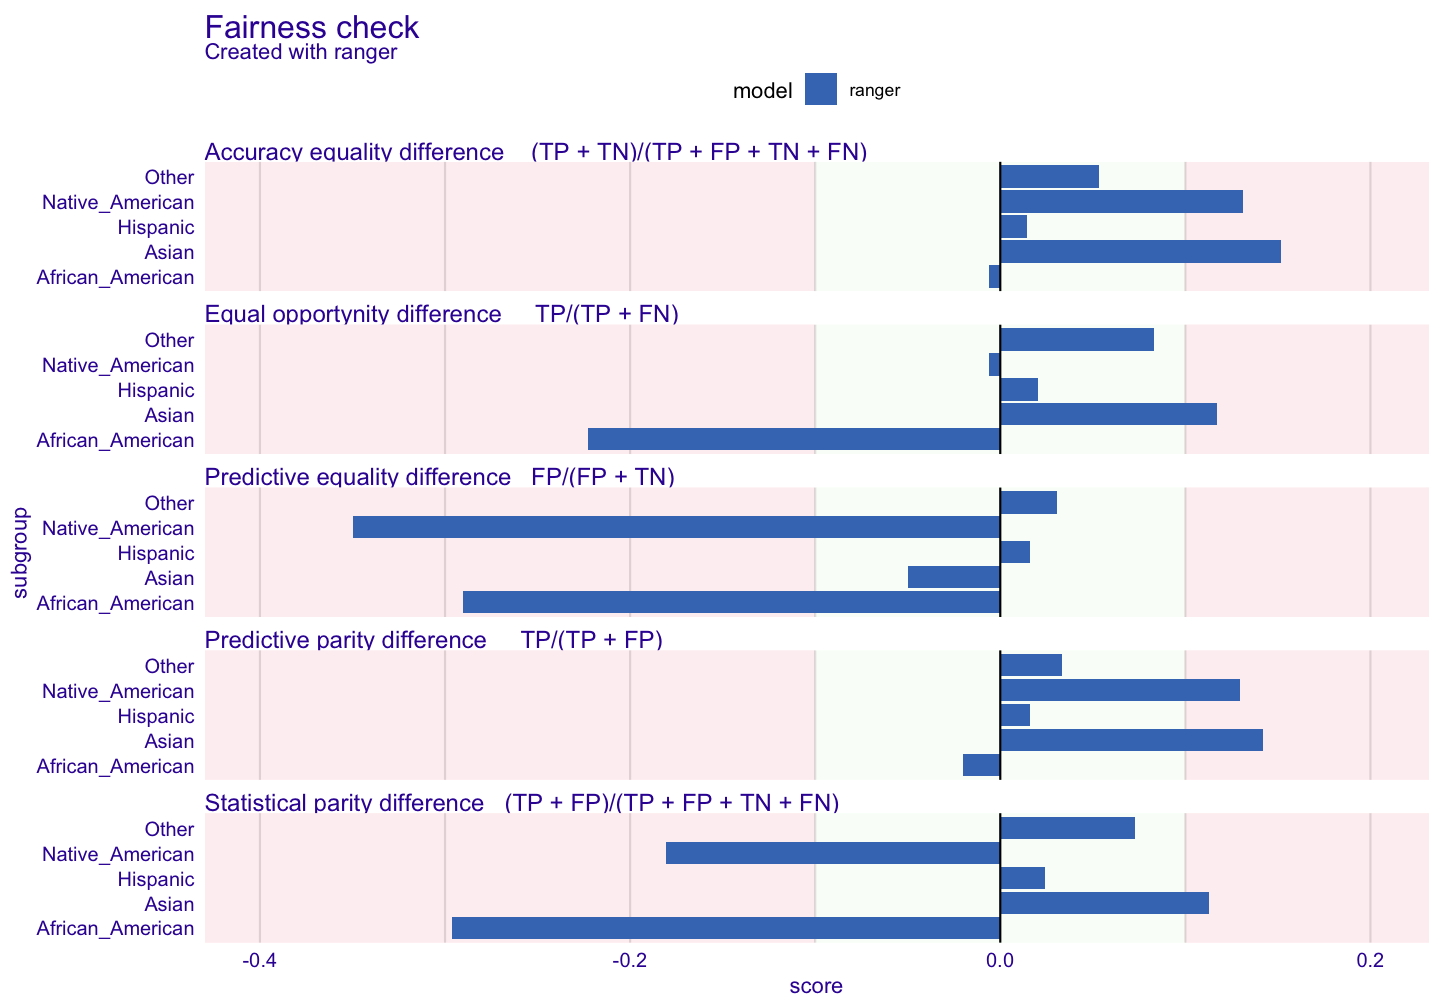 Fairness check
Created with ranger
model ranger
Accuracy equality difference (TP + TN)/(TP + FP + TN + FN)
Other
Native_American
Hispanic
Asian
African_American
Equal opportynity difference TP/(TP + FN)
Other
Native_American
Hispanic
Asian
African_American
Predictive equality difference FP/(FP + TN)
Other
Native_American
Hispanic
Asian
African_American
Predictive parity difference TP/(TP + FP)
Other
Native_American
Hispanic
Asian
African_American
Statistical parity difference (TP + FP)/(TP + FP + TN + FN)
Other
Native_American
Hispanic
Asian
African_American
subgroup
-0.4 -0.2 0.0 0.2
score